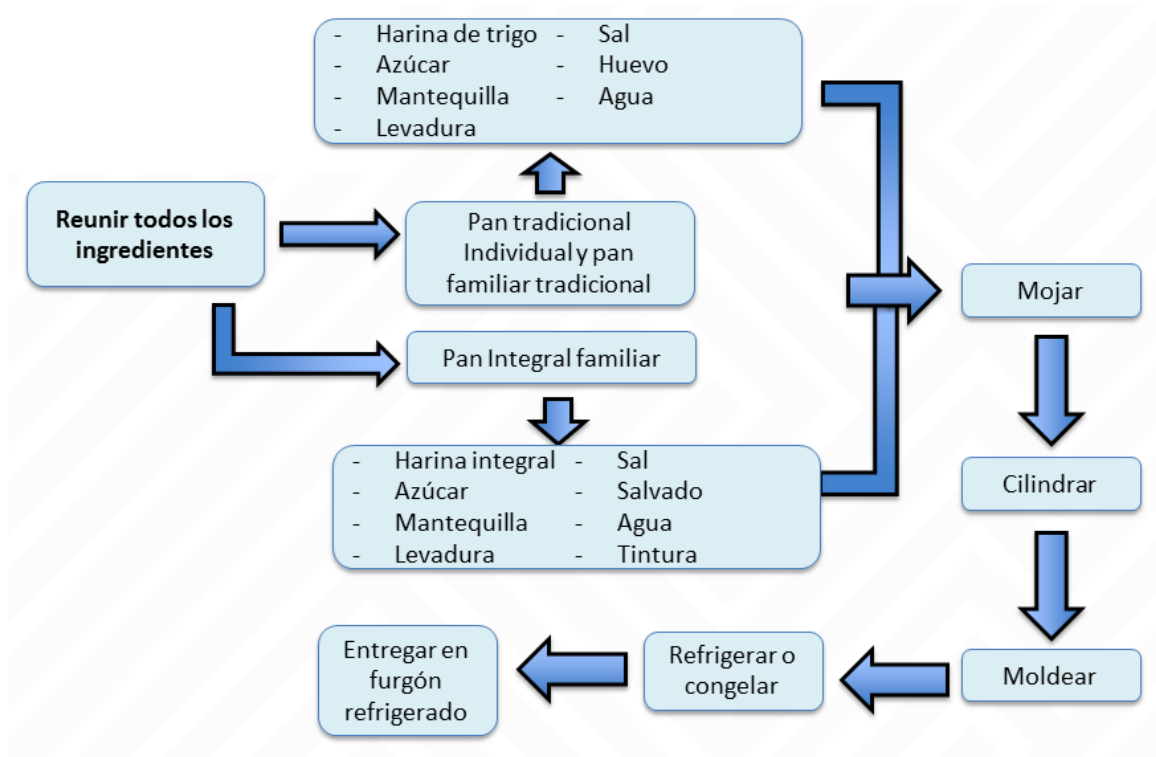 - Harina de trigo - Sal
- Azúcar - Huevo
- Mantequilla - Agua
- Levadura
Reunir todos los
ingredientes
Pan tradicional
Individual y pan
familiar tradicional
Pan Integral familiar
- Harina integral - Sal
- Azúcar - Salvado
- Mantequilla - Agua
- Levadura - Tintura
Mojar
Cilindrar
Moldear
Refrigerar o
congelar
Entregar en
furgón
refrigerado